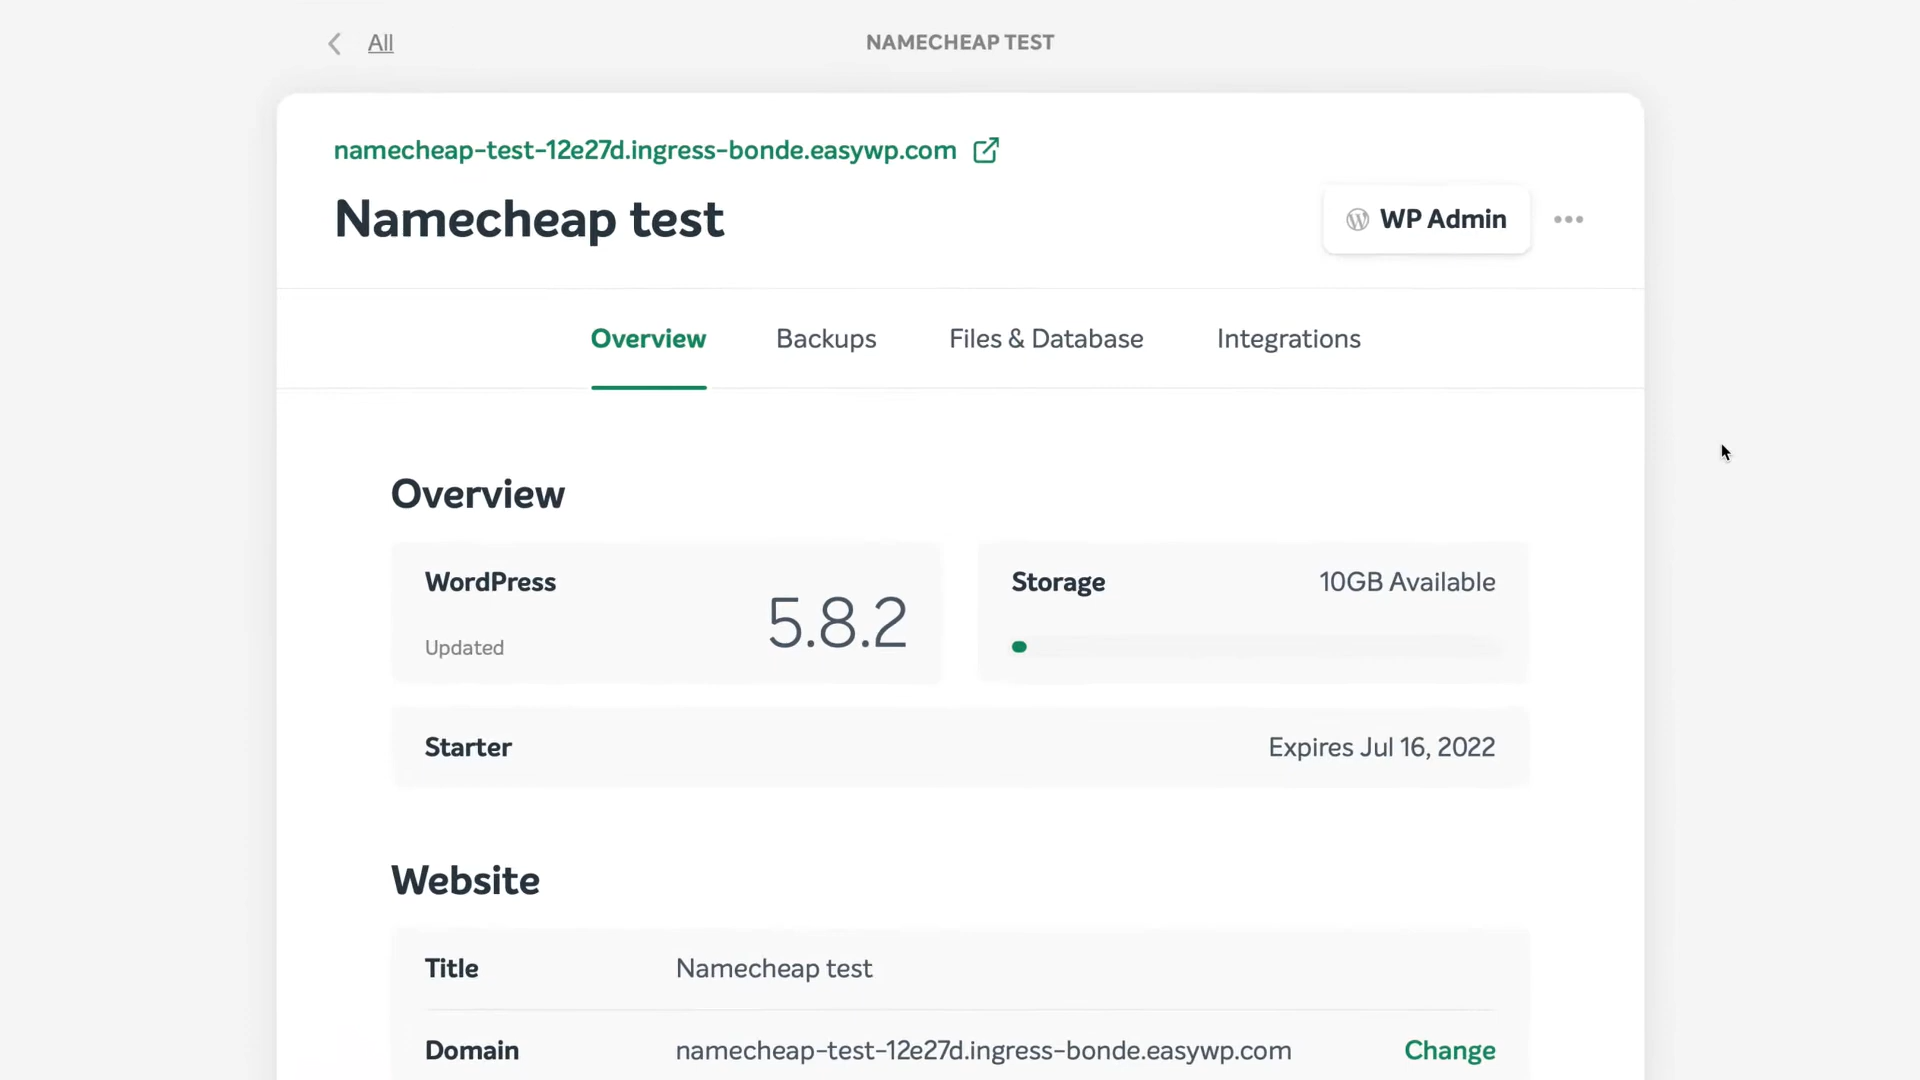 All
NAMECHEAP TEST
namecheap-test-12e27d.ingress-bonde.easywp.com
Namecheap test
WP Admin
Overview
Backups
Files & Database
Integrations
Overview
WordPress
Updated
5.8.2
Storage
10GB Available
Starter
Expires Jul 16, 2022
Website
Title
Namecheap test
Domain
namecheap-test-12e27d.ingress-bonde.easywp.com
Change